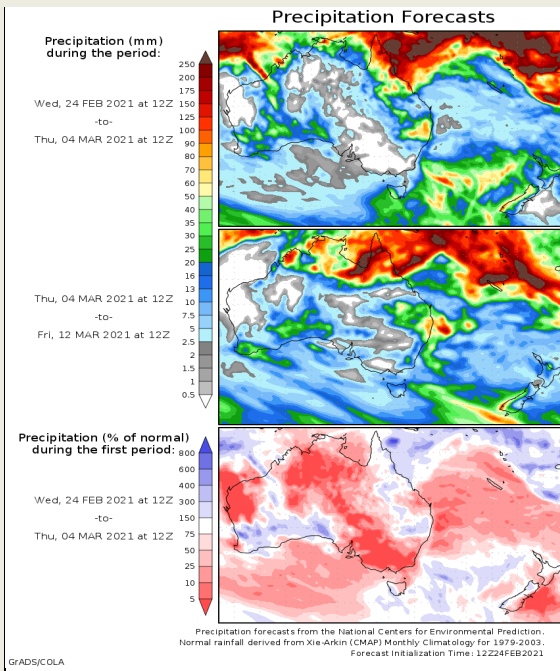 Precipitation Forecasts
Precipitation (mm)
during the period:
Wed, 24 FEB 2021 at 12Z
-to-
Thu, 04 MAR 2021 at 12Z
250
200
175
150
125
100
90
80
70
60
50
40
35
30
25
20
16
13
10
7.5
5
2.5
2
1.5
1
0.5
Thu, 04 MAR 2021 at 12Z
-to-
Fri, 12 MAR 2021 at 12Z
Precipitation (% of normal)
during the first period:
Wed, 24 FEB 2021 at 12Z
-to-
Thu, 04 MAR 2021 at 12Z
800
600
400
300
150
75
50
25
10
5
Precipitation forecasts from the National Centers for Environmental Prediction.
Normal rainfall derived from Xie-Arkin (CMAP) Monthly Climatology for 1979-2003.
Forecast Initialization Time: 12Z24FEB2021
GrADS/COLA